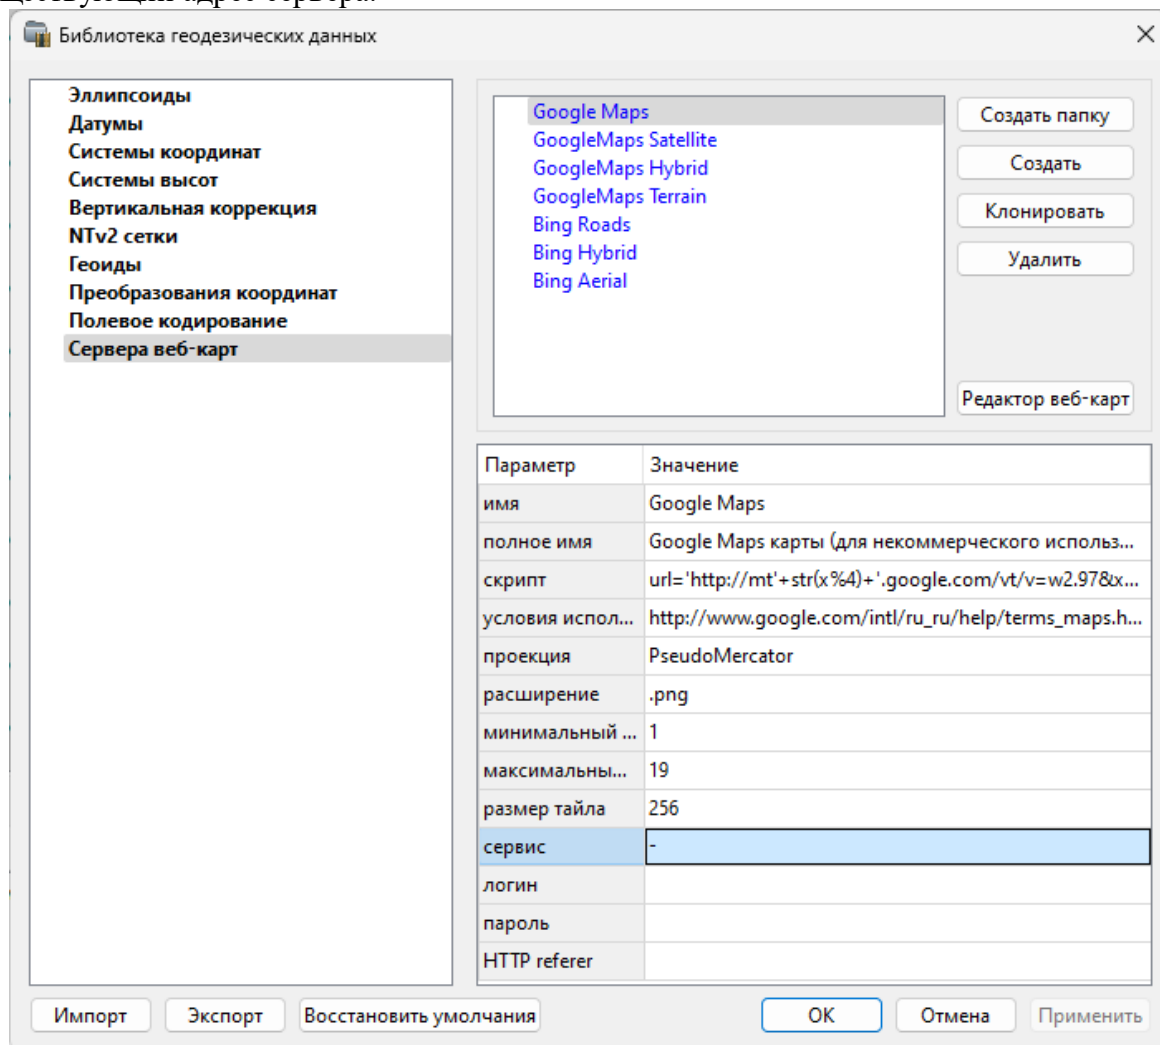 адрес сервера.
Библиотека геодезических данных
Эллипсоиды
Датумы
Системы координат
Системы высот
Вертикальная коррекция
NTv2 сетки
Геоиды
Преобразования координат
Полевое кодирование
Сервера веб-карт
Google Maps
GoogleMaps Satellite
GoogleMaps Hybrid
GoogleMaps Terrain
Bing Roads
Bing Hybrid
Bing Aerial
Создать папку
Создать
Клонировать
Удалить
Редактор веб-карт
Параметр Значение
имя Google Maps
полное имя Google Maps карты (для некоммерческого использ...
скрипт url='http://mt'+str(x%4)+'.google.com/vt/v=w2.97&x...
условия испол... http://www.google.com/intl/ru_ru/help/terms_maps.h...
проекция PseudoMercator
расширение .png
минимальный ... 1
максимальны... 19
размер тайла 256
сервис -
логин
пароль
HTTP referer
Импорт Экспорт Восстановить умолчания OK Отмена Применить